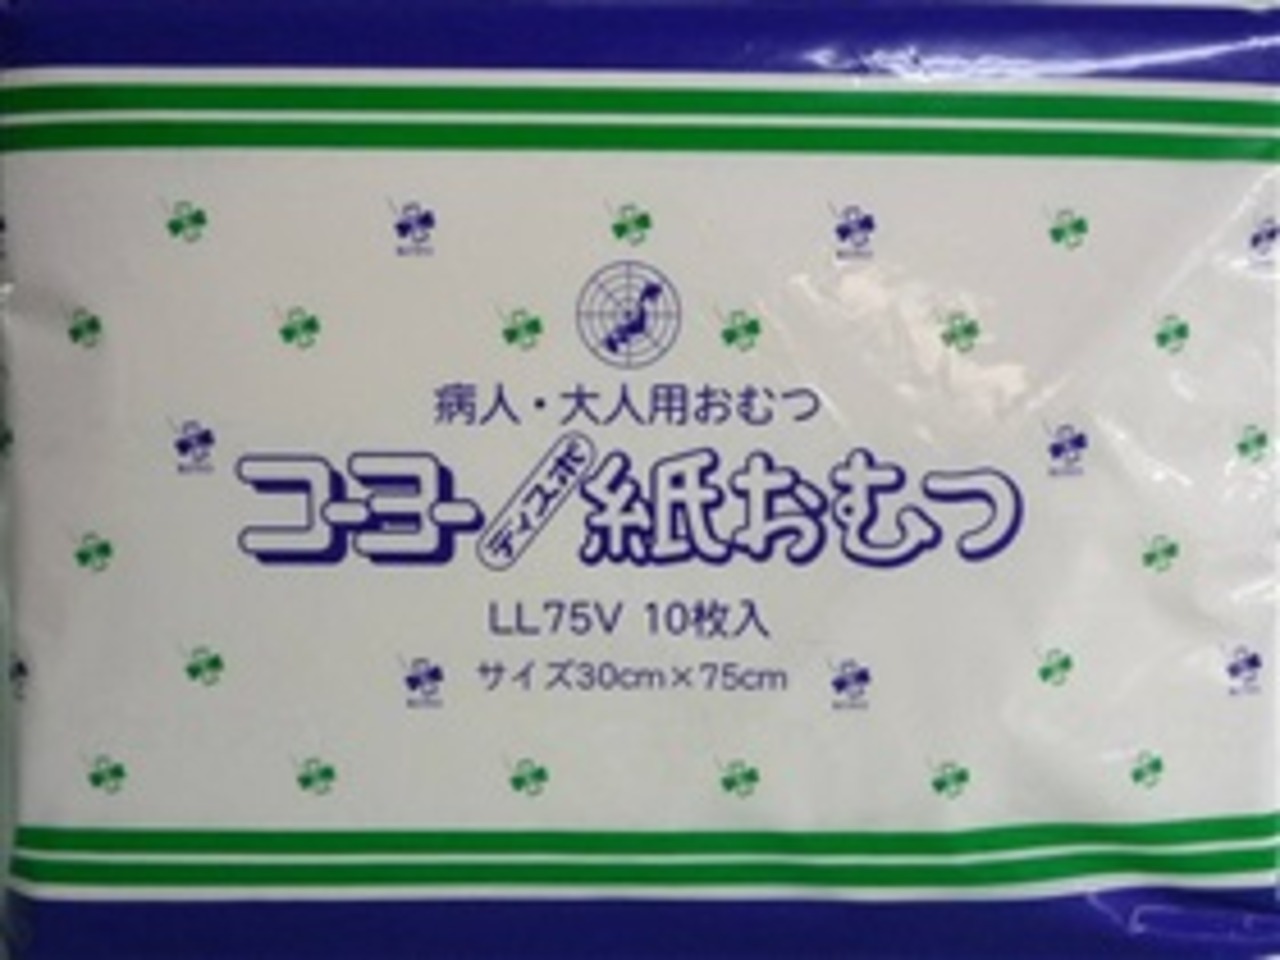 病人・大人用おむつ
コーヨーディスポ紙おむつ
LL75V 10枚入
サイズ30cm×75cm